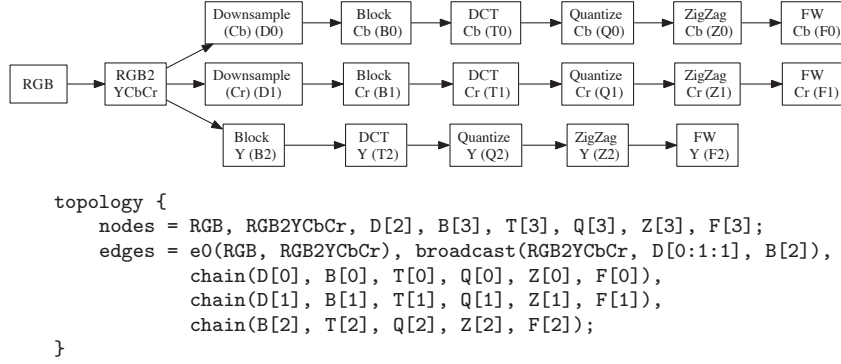 Downsample (Cb) (D0)
Block Cb (B0)
DCT Cb (T0)
Quantize Cb (Q0)
ZigZag Cb (Z0)
FW Cb (F0)
RGB
RGB2 YCbCr
Downsample (Cr) (D1)
Block Cr (B1)
DCT Cr (T1)
Quantize Cr (Q1)
ZigZag Cr (Z1)
FW Cr (F1)
Block Y (B2)
DCT Y (T2)
Quantize Y (Q2)
ZigZag Y (Z2)
FW Y (F2)
topology {
nodes = RGB, RGB2YCbCr, D[2], B[3], T[3], Q[3], Z[3], F[3];
edges = e0(RGB, RGB2YCbCr), broadcast(RGB2YCbCr, D[0:1:1], B[2]),
chain(D[0], B[0], T[0], Q[0], Z[0], F[0]),
chain(D[1], B[1], T[1], Q[1], Z[1], F[1]),
chain(B[2], T[2], Q[2], Z[2], F[2]);
}